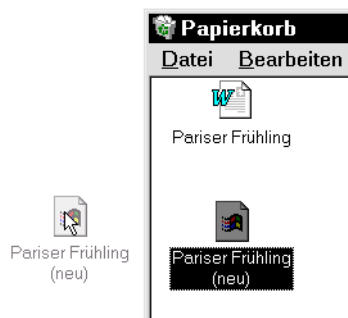 Papierkorb
Datei Bearbeiten
W
Pariser Frühling
Pariser Frühling
(neu)
Pariser Frühling
(neu)